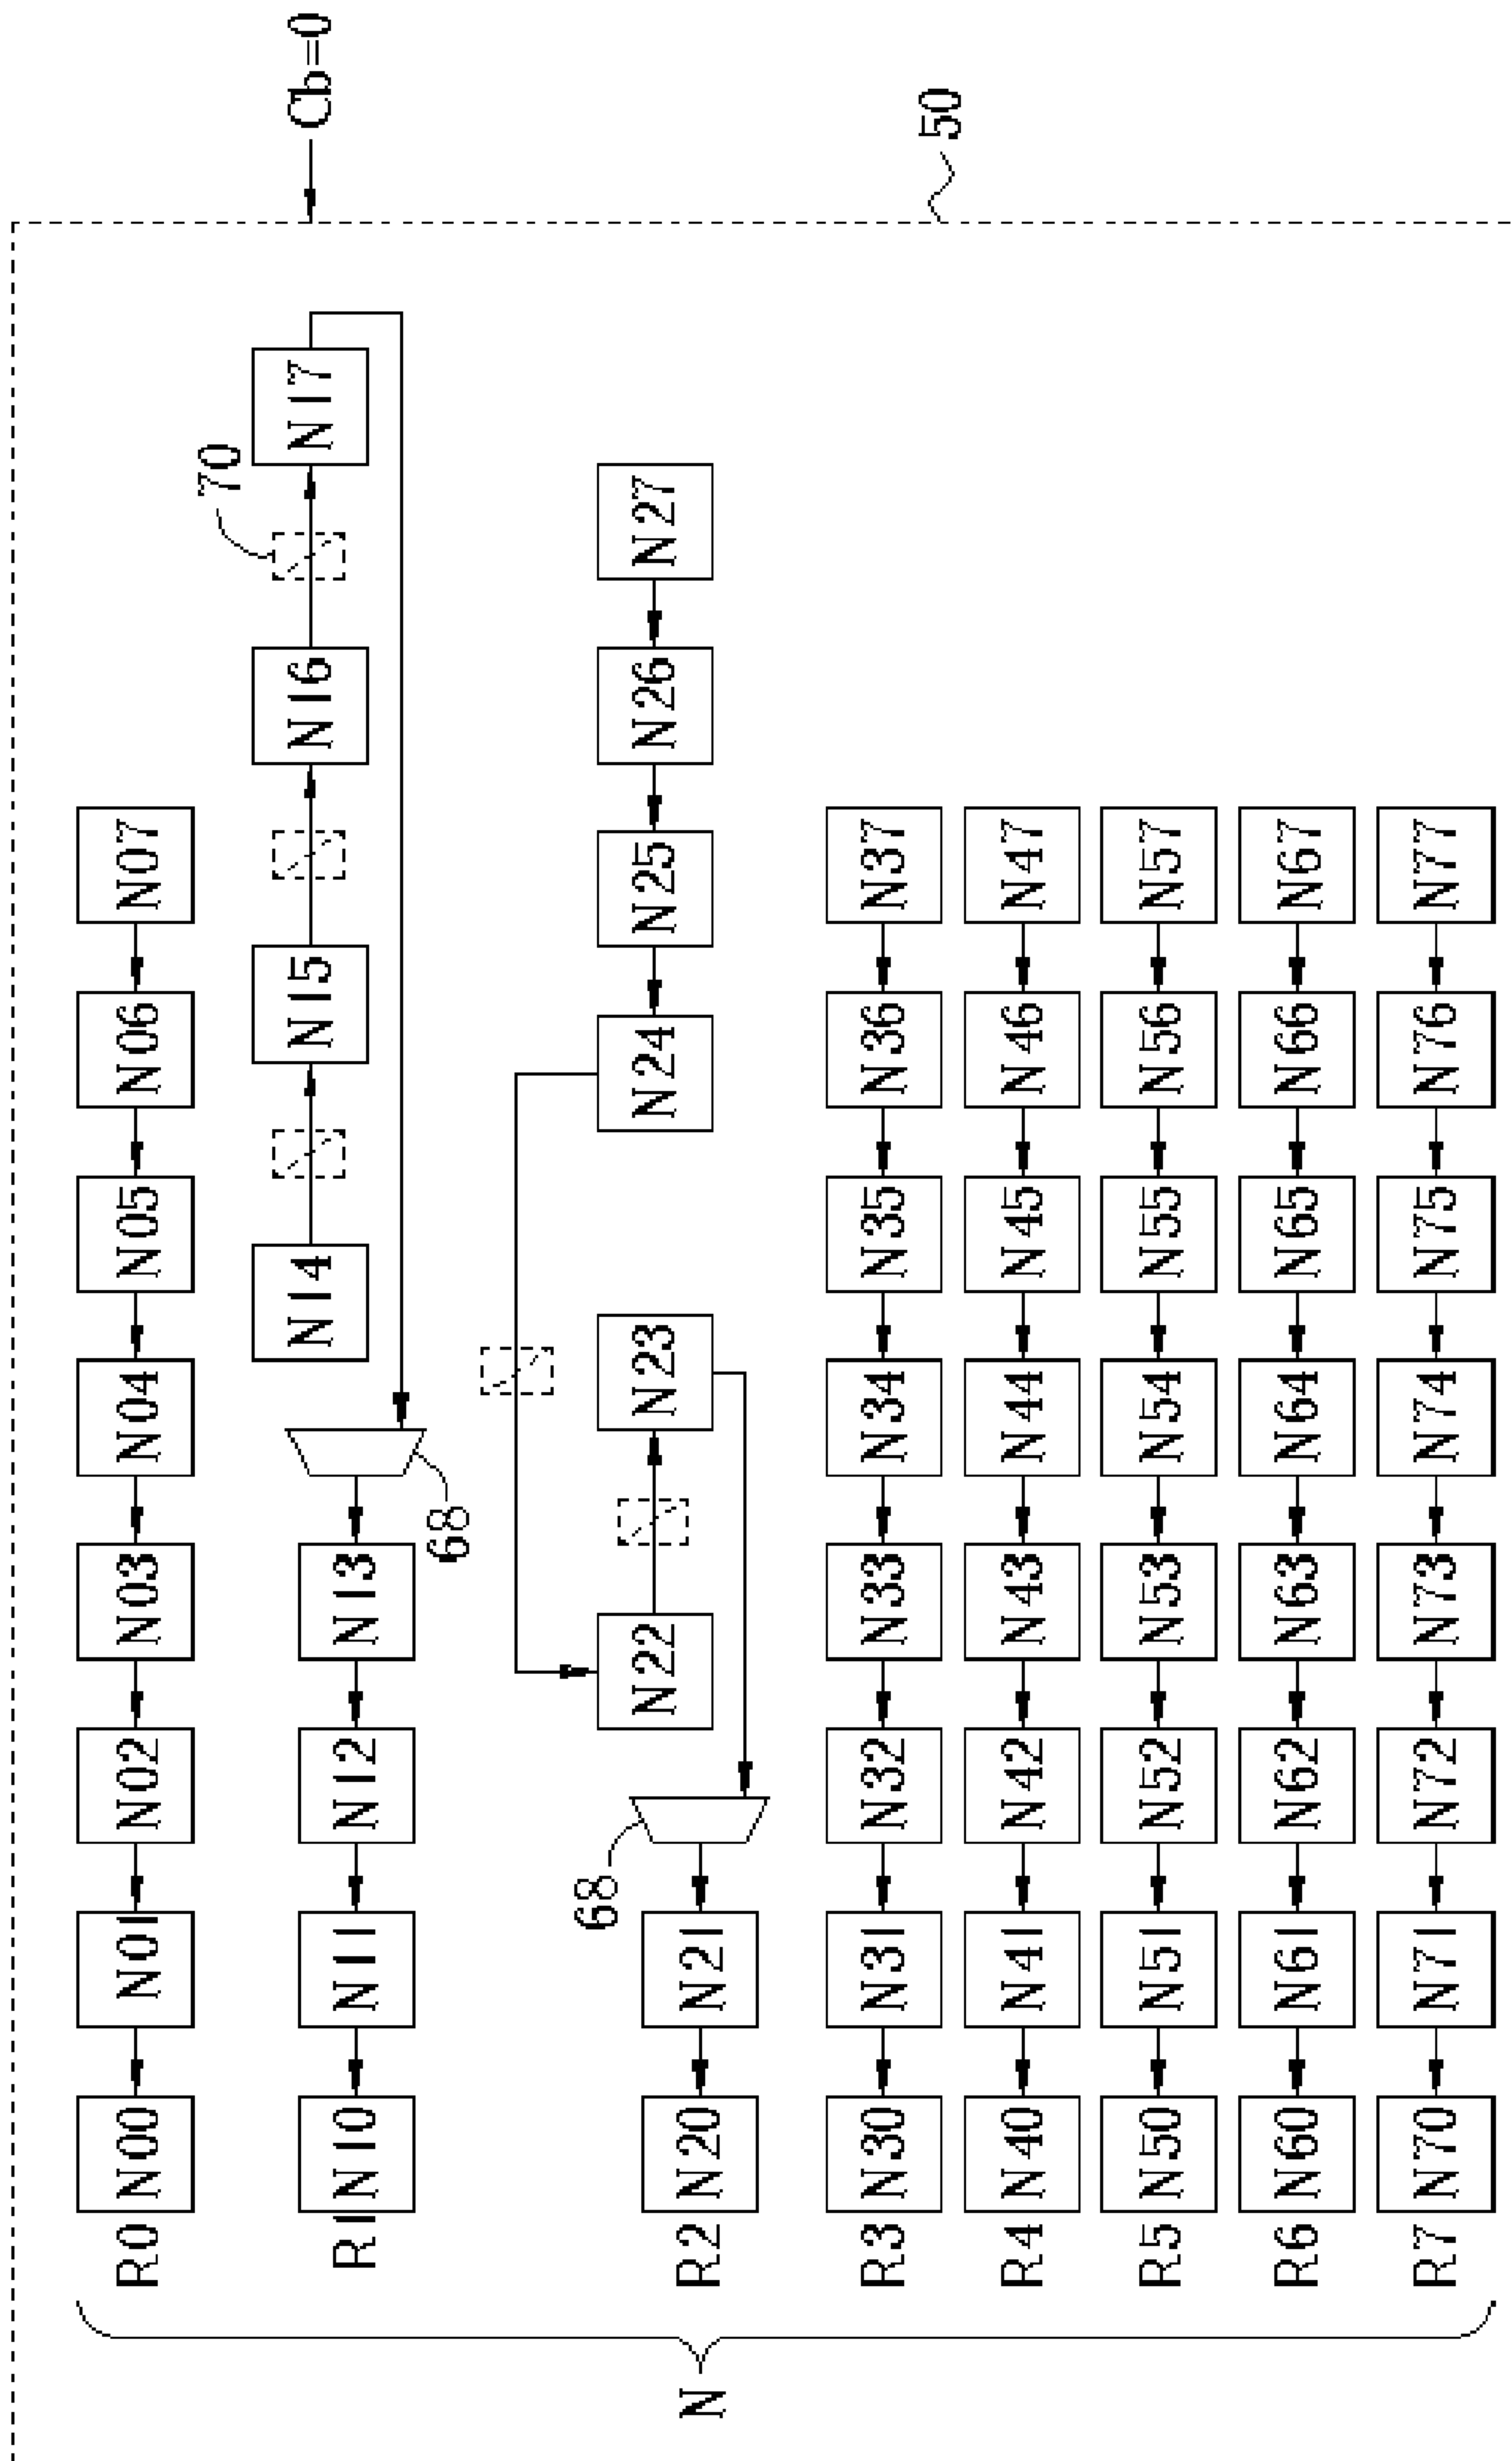 Cb=0
50
R0 N00 N01 N02 N03 N04 N05 N06 N07
70
R1 N10 N11 N12 N13 N14 N15 N16 N17
68
R2 N20 N21 N22 N23 N24 N25 N26 N27
68
R3 N30 N31 N32 N33 N34 N35 N36 N37
N
R4 N40 N41 N42 N43 N44 N45 N46 N47
R5 N50 N51 N52 N53 N54 N55 N56 N57
R6 N60 N61 N62 N63 N64 N65 N66 N67
R7 N70 N71 N72 N73 N74 N75 N76 N77